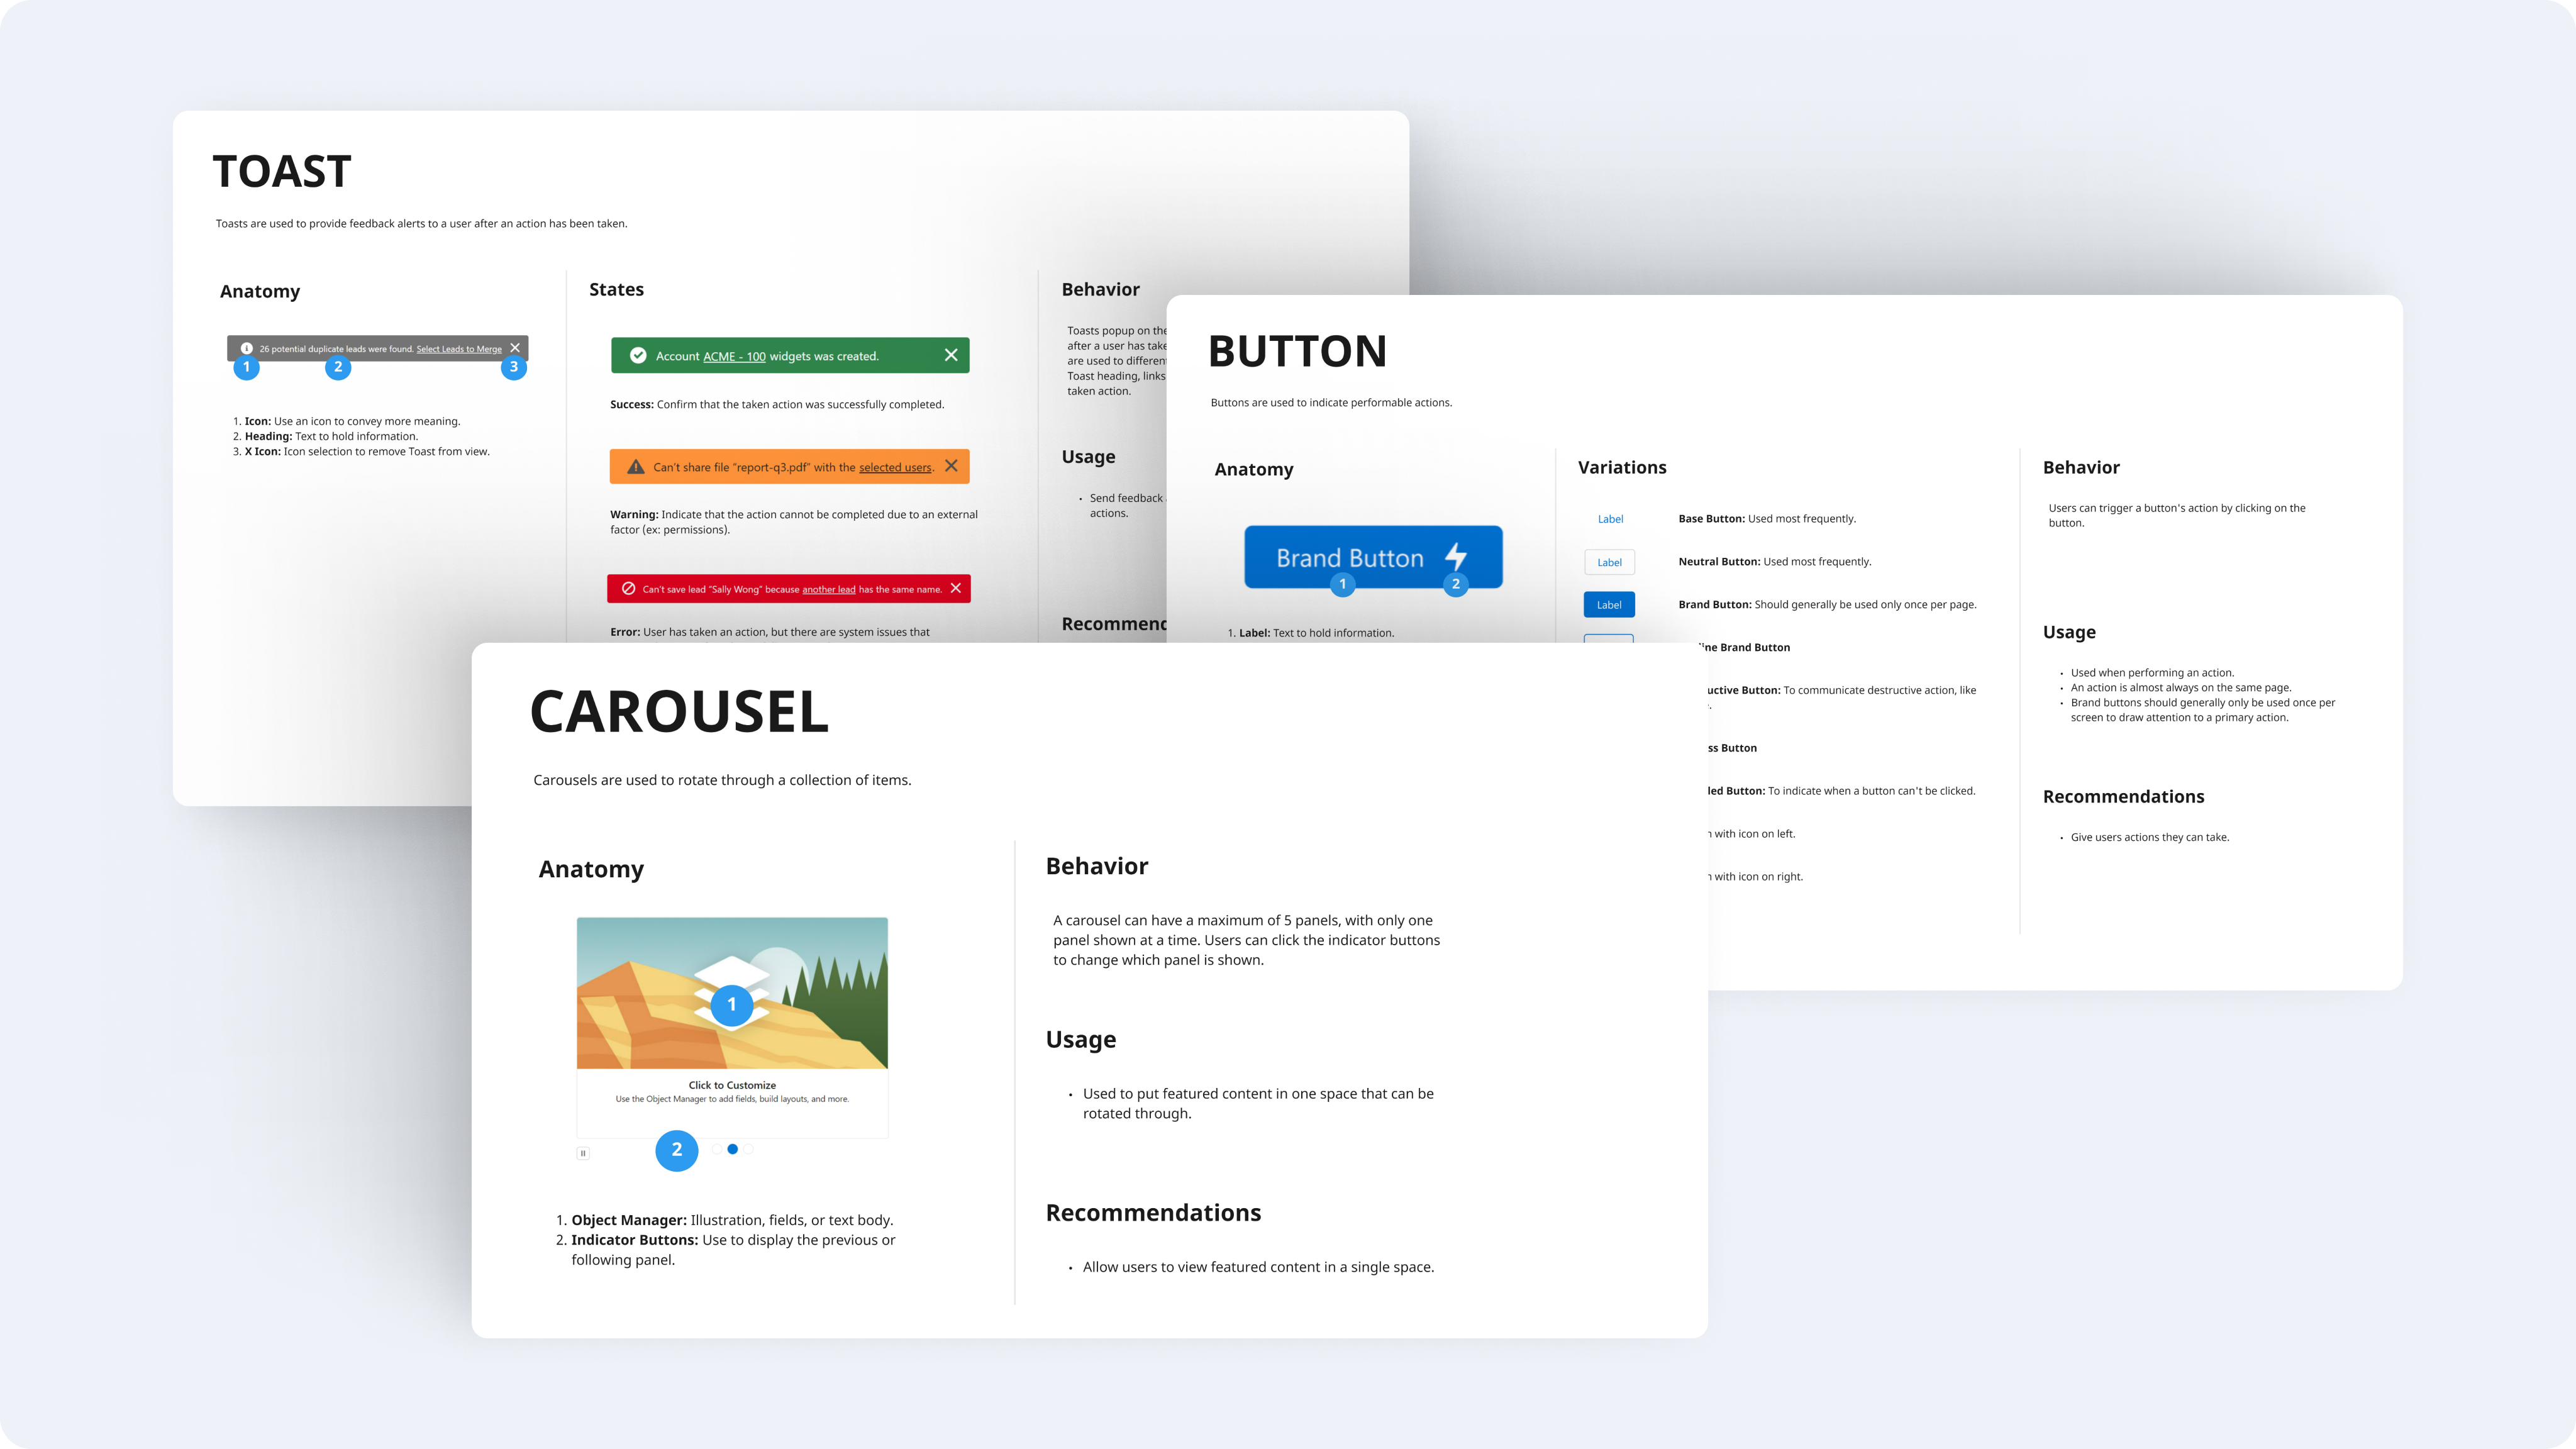 TOAST
Toasts are used to provide feedback alerts to a user after an action has been taken.
Anatomy
26 potential duplicate leads were found. Select Leads to Merge
1
2
3
1. Icon: Use an icon to convey more meaning.
2. Heading: Text to hold information.
3. X Icon: Icon selection to remove Toast from view.
States
Account ACME - 100 widgets was created.
Success: Confirm that the taken action was successfully completed.
Can't share file "report-q3.pdf" with the selected users.
Warning: Indicate that the action cannot be completed due to an external
factor (ex: permissions).
Can't save lead "Sally Wong" because another lead has the same name.
Error: User has taken an action, but there are system issues that
Behavior
Toasts popup on the
after a user has take
are used to differen
Toast heading, links
taken action.
Usage
• Send feedback
actions.
Recommend
BUTTON
Buttons are used to indicate performable actions.
Anatomy
Brand Button
1
2
1. Label: Text to hold information.
Variations
Label
Base Button: Used most frequently.
Label
Neutral Button: Used most frequently.
Label
Brand Button: Should generally be used only once per page.
ine Brand Button
uctive Button: To communicate destructive action, like
ss Button
led Button: To indicate when a button can't be clicked.
with icon on left.
with icon on right.
Behavior
Users can trigger a button's action by clicking on the
button.
Usage
• Used when performing an action.
• An action is almost always on the same page.
• Brand buttons should generally only be used once per
screen to draw attention to a primary action.
Recommendations
• Give users actions they can take.
CAROUSEL
Carousels are used to rotate through a collection of items.
Anatomy
1
Click to Customize
Use the Object Manager to add fields, build layouts, and more.
2
1. Object Manager: Illustration, fields, or text body.
2. Indicator Buttons: Use to display the previous or
following panel.
Behavior
A carousel can have a maximum of 5 panels, with only one
panel shown at a time. Users can click the indicator buttons
to change which panel is shown.
Usage
• Used to put featured content in one space that can be
rotated through.
Recommendations
• Allow users to view featured content in a single space.